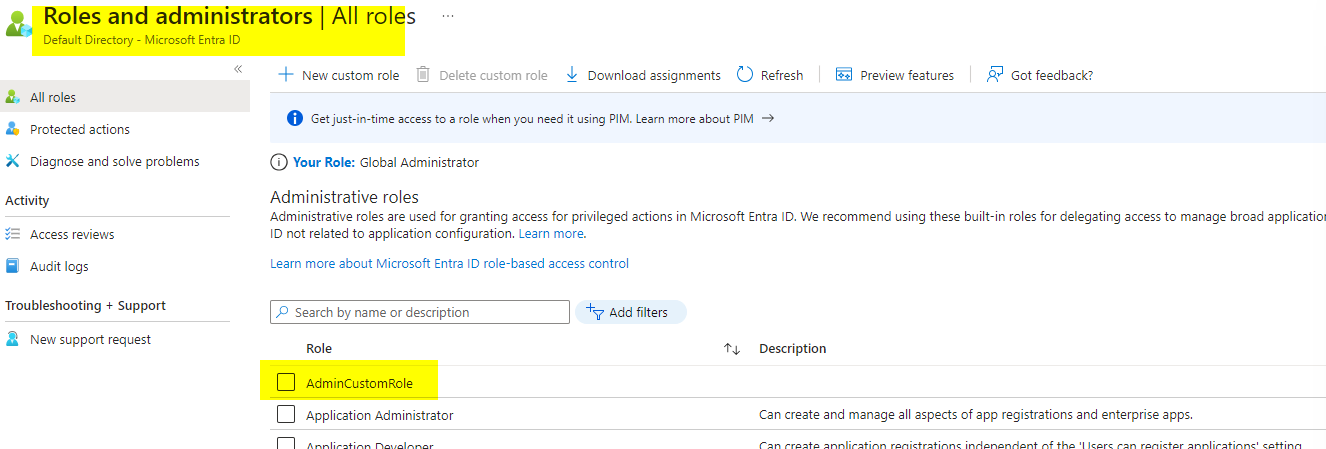 Roles and administrators | All roles ...
Default Directory - Microsoft Entra ID
«
New custom role Delete custom role Download assignments Refresh Preview features Got feedback?
All roles
Protected actions
Diagnose and solve problems
Activity
Access reviews
Audit logs
Troubleshooting + Support
New support request
Get just-in-time access to a role when you need it using PIM. Learn more about PIM →
Your Role: Global Administrator
Administrative roles
Administrative roles are used for granting access for privileged actions in Microsoft Entra ID. We recommend using these built-in roles for delegating access to manage broad application
ID not related to application configuration. Learn more.
Learn more about Microsoft Entra ID role-based access control
Search by name or description Add filters
Role ↑↓ Description
AdminCustomRole
Application Administrator Can create and manage all aspects of app registrations and enterprise apps.
Application Developer Can create application registrations independent of the 'Users can register applications' setting